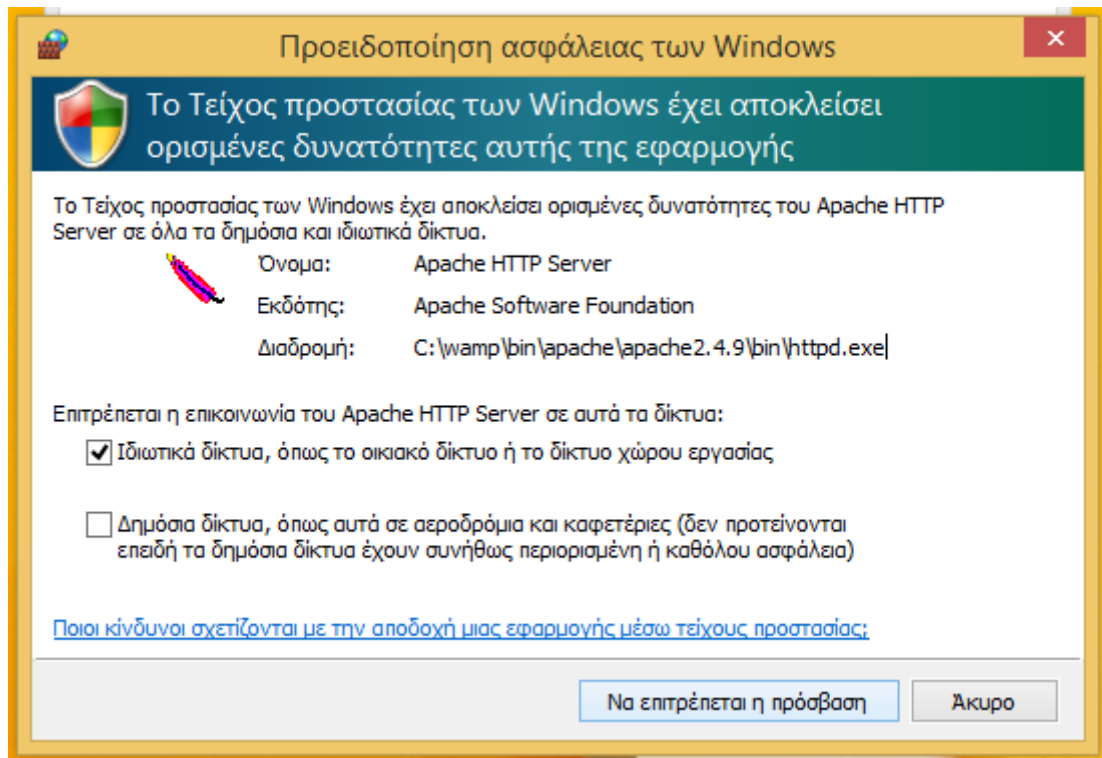 Προειδοποίηση ασφάλειας των Windows
Το Τείχος προστασίας των Windows έχει αποκλείσει
ορισμένες δυνατότητες αυτής της εφαρμογής
Το Τείχος προστασίας των Windows έχει αποκλείσει ορισμένες δυνατότητες του Apache HTTP
Server σε όλα τα δημόσια και ιδιωτικά δίκτυα.
Όνομα: Apache HTTP Server
Εκδότης: Apache Software Foundation
Διαδρομή: C:\wamp\bin\apache\apache2.4.9\bin\httpd.exe
Επιτρέπεται η επικοινωνία του Apache HTTP Server σε αυτά τα δίκτυα:
Ιδιωτικά δίκτυα, όπως το οικιακό δίκτυο ή το δίκτυο χώρου εργασίας
Δημόσια δίκτυα, όπως αυτά σε αεροδρόμια και καφετέριες (δεν προτείνονται
επειδή τα δημόσια δίκτυα έχουν συνήθως περιορισμένη ή καθόλου ασφάλεια)
Ποιοι κίνδυνοι σχετίζονται με την αποδοχή μιας εφαρμογής μέσω τείχους προστασίας;
Να επιτρέπεται η πρόσβαση Άκυρο